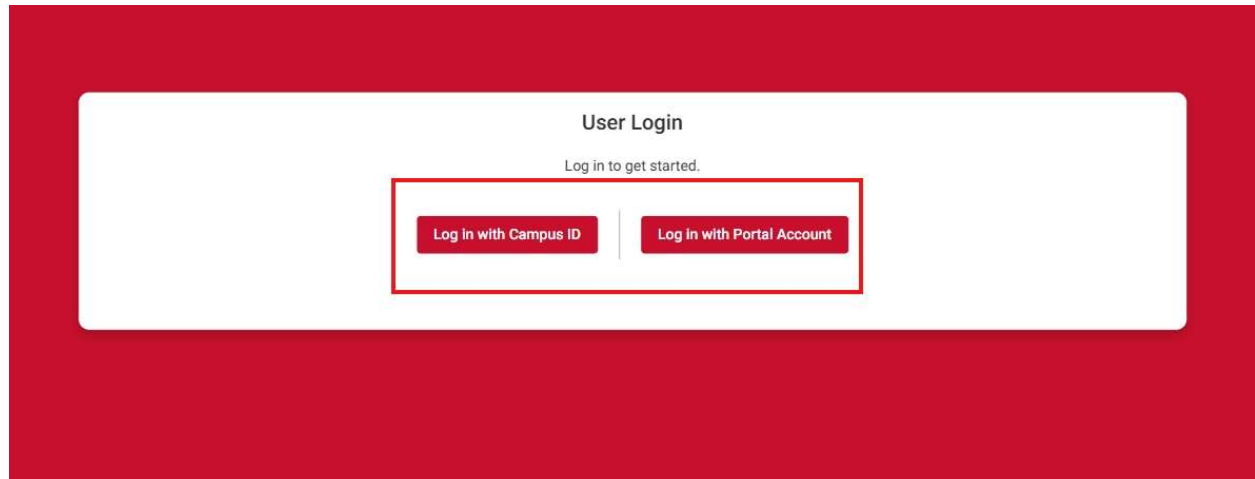 User Login
Log in to get started.
Log in with Campus ID
Log in with Portal Account